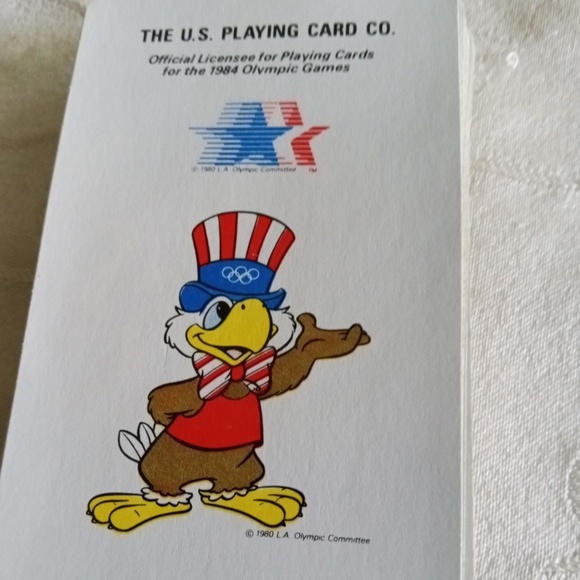 THE U.S. PLAYING CARD CO.
Official Licensee for Playing Cards
for the 1984 Olympic Games
© 1980 L.A. Olympic Committee TM
© 1980 L.A. Olympic Committee